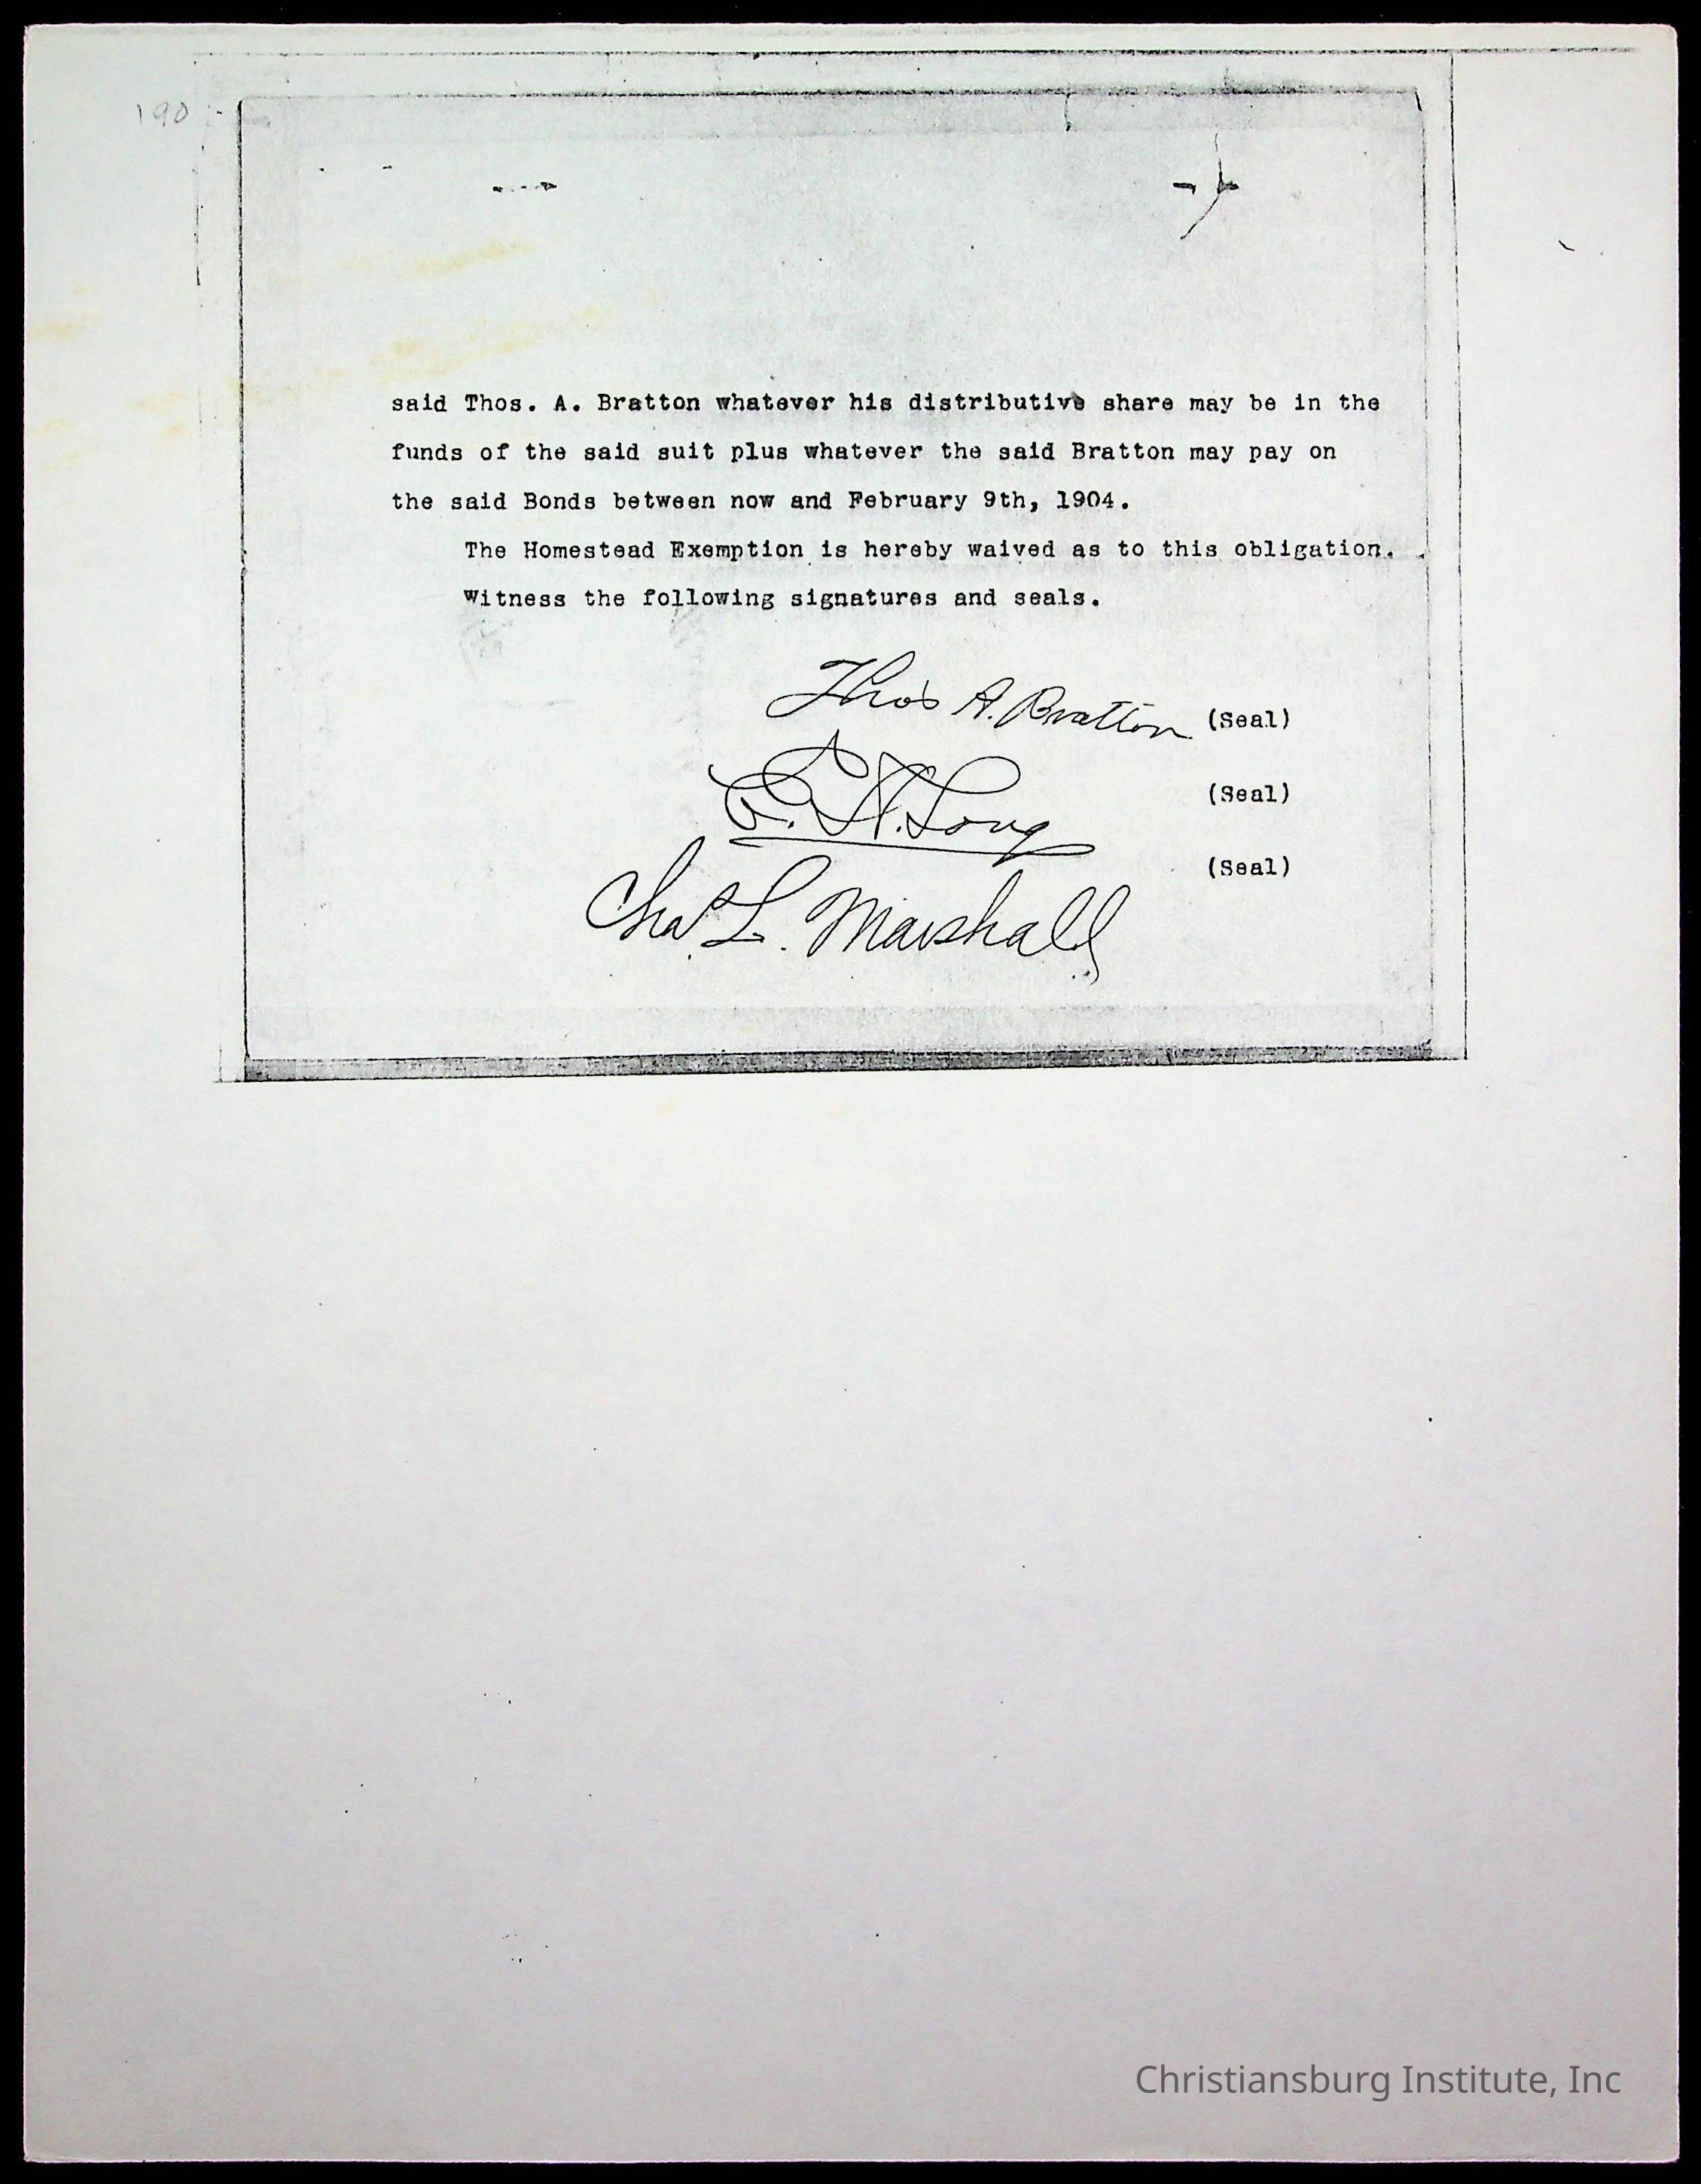 190
said Thos. A. Bratton whatever his distributive share may be in the
funds of the said suit plus whatever the said Bratton may pay on
the said Bonds between now and February 9th, 1904.
The Homestead Exemption is hereby waived as to this obligation.
Witness the following signatures and seals.
Thos A. Bratton (Seal)
Long (Seal)
(Seal)
Chas. L. Marshall
Christiansburg Institute, Inc